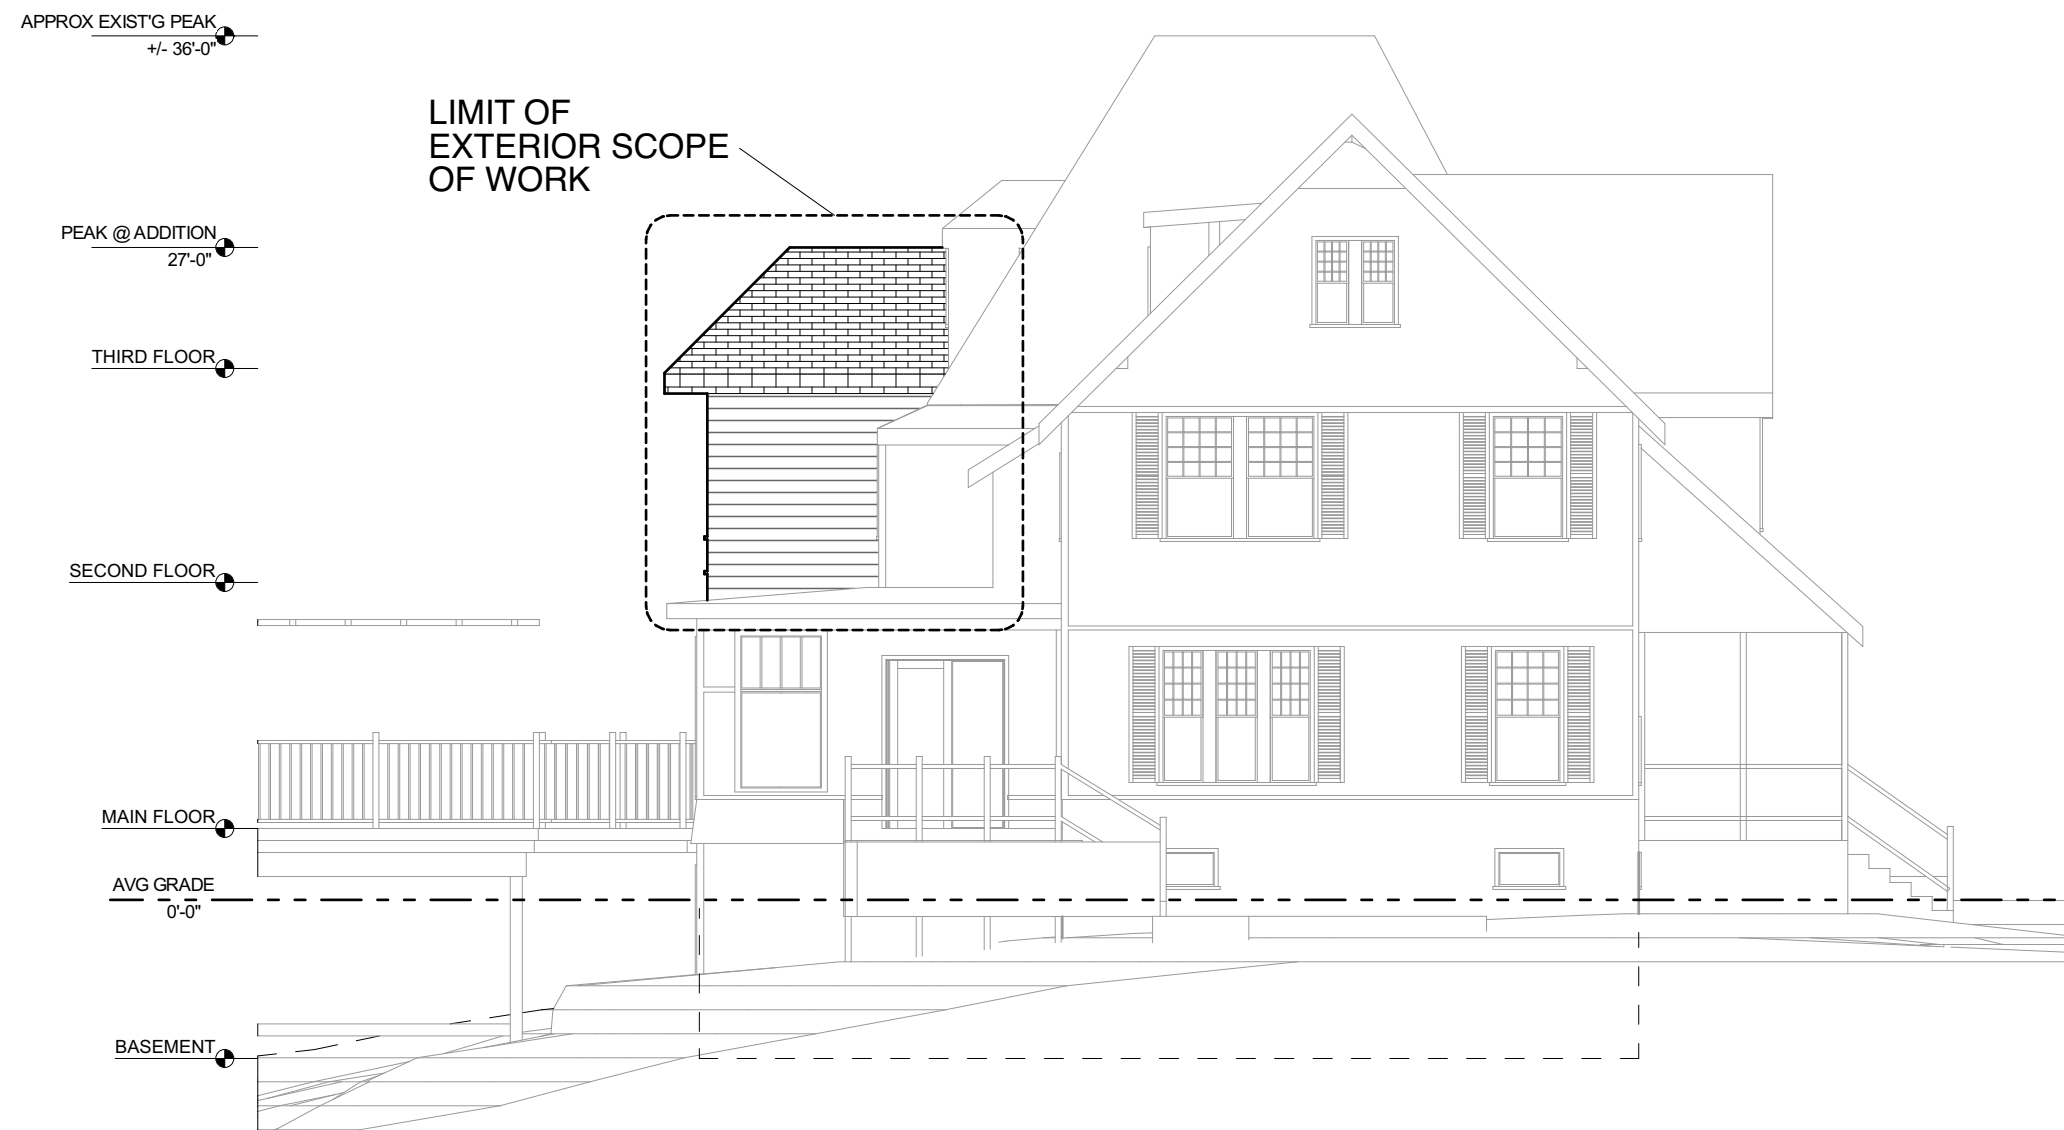 APPROX EXIST'G PEAK
+/- 36'-0"
LIMIT OF
EXTERIOR SCOPE
OF WORK
PEAK @ ADDITION
27'-0"
THIRD FLOOR
SECOND FLOOR
MAIN FLOOR
AVG GRADE
0'-0"
BASEMENT